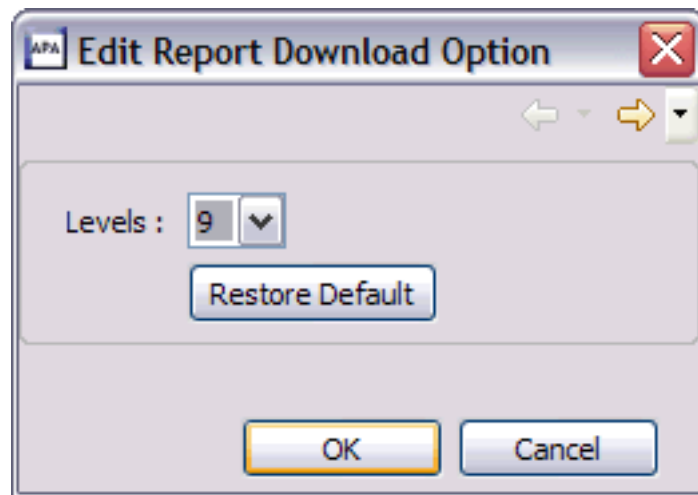 APA Edit Report Download Option
Levels : 9
Restore Default
OK Cancel